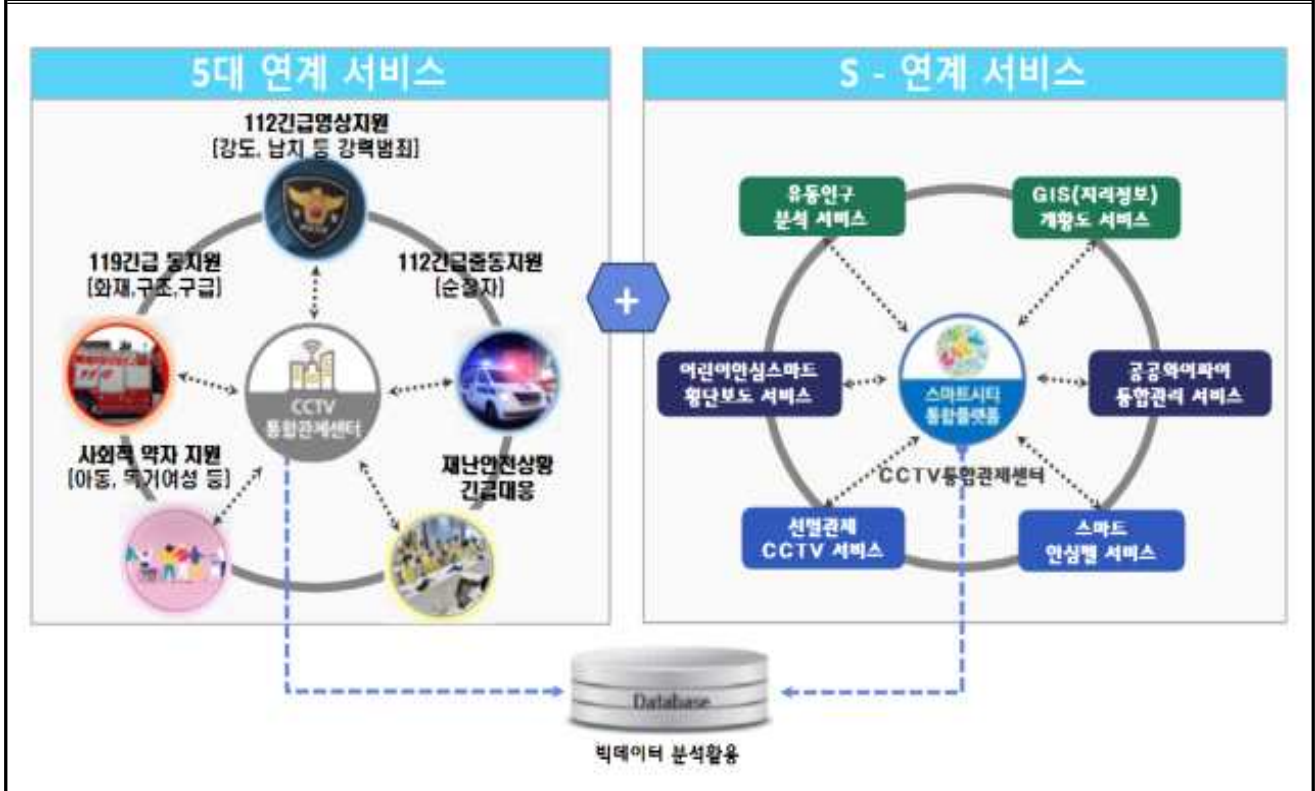 5대 연계 서비스
112긴급영상지원
[강도, 납치 등 강력범죄]
119긴급 동지원
[화재,구조,구급]
112긴급출동지원
[순찰차]
CCTV
통합관제센터
사회적 약자 지원
[아동, 독거여성 등]
재난안전상황
긴급대응
+
S - 연계 서비스
유동인구
분석 서비스
GIS(지리정보)
개황도 서비스
어린이안심스마트
횡단보도 서비스
스마트시티
통합플랫폼
공공와이파이
통합관리 서비스
CCTV통합관제센터
선별관제
CCTV 서비스
스마트
안심벨 서비스
Database
빅데이터 분석활용